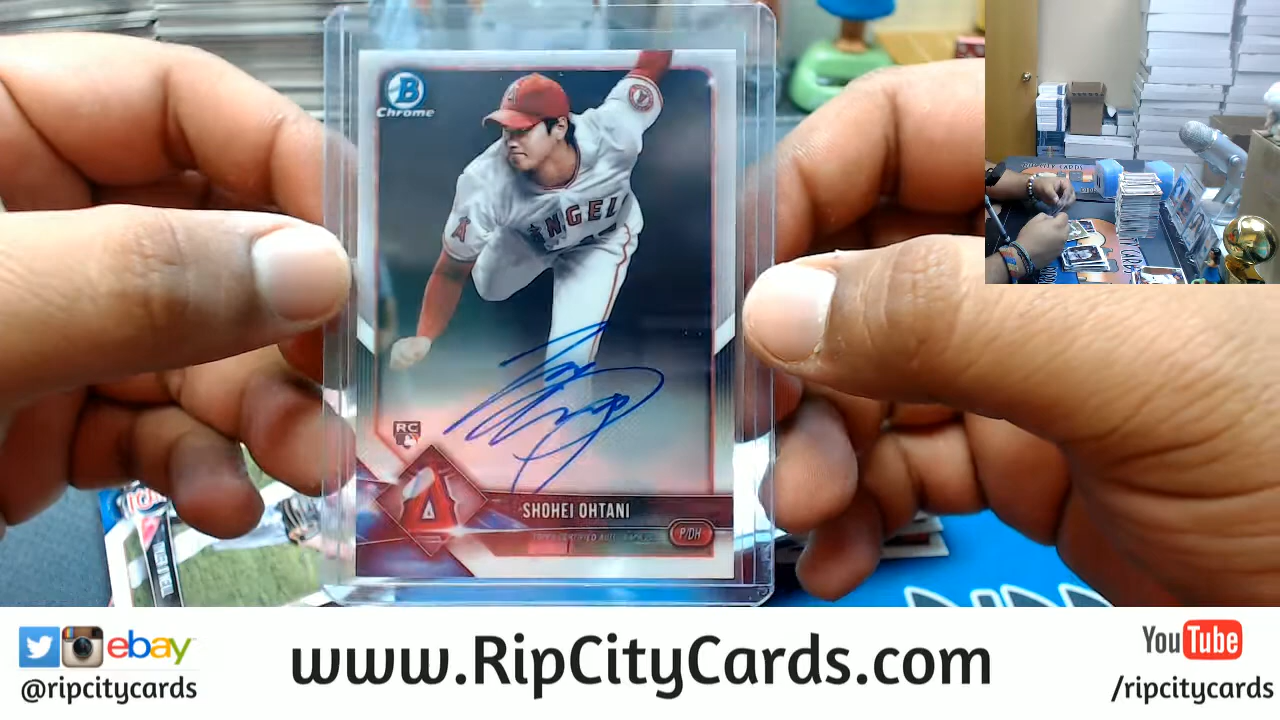 B
Chrome
A
A
ANGEL
RC
SHOHEI OHTANI
P/DH
ebay
@ripcitycards
www.RipCityCards.com
YouTube
/ripcitycards